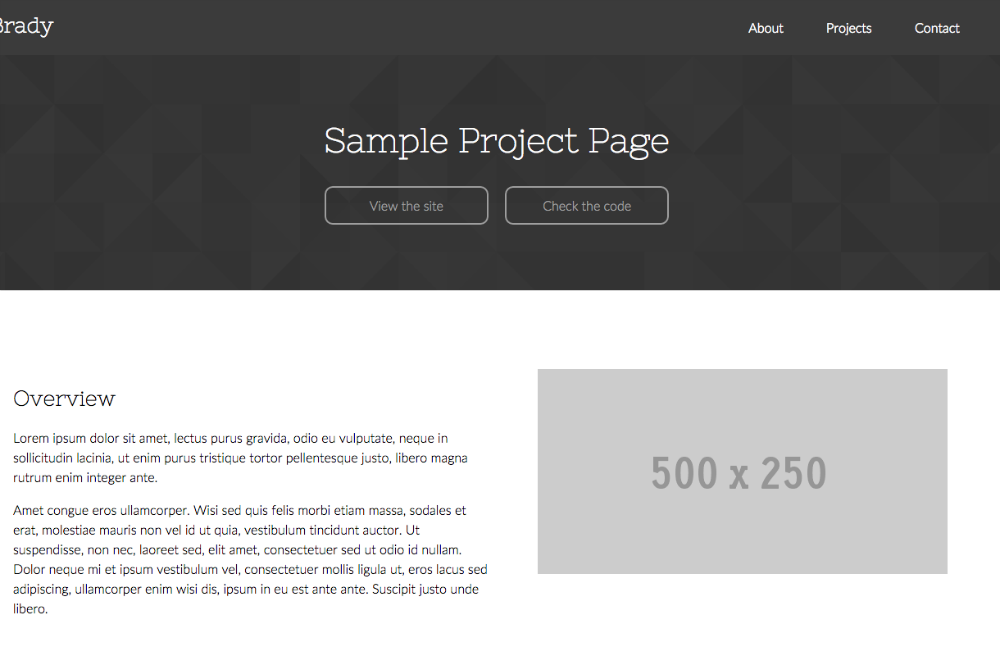 Brady
About
Projects
Contact
Sample Project Page
View the site
Check the code
Overview
Lorem ipsum dolor sit amet, lectus purus gravida, odio eu vulputate, neque in
sollicitudin lacinia, ut enim purus tristique tortor pellentesque justo, libero magna
rutrum enim integer ante.
Amet congue eros ullamcorper. Wisi sed quis felis morbi etiam massa, sodales et
erat, molestiae mauris non vel id ut quia, vestibulum tincidunt auctor. Ut
suspendisse, non nec, laoreet sed, elit amet, consectetuer sed ut odio id nullam.
Dolor neque mi et ipsum vestibulum vel, consectetuer mollis ligula ut, eros lacus sed
adipiscing, ullamcorper enim wisi dis, ipsum in eu est ante ante. Suscipit justo unde
libero.
500 x 250